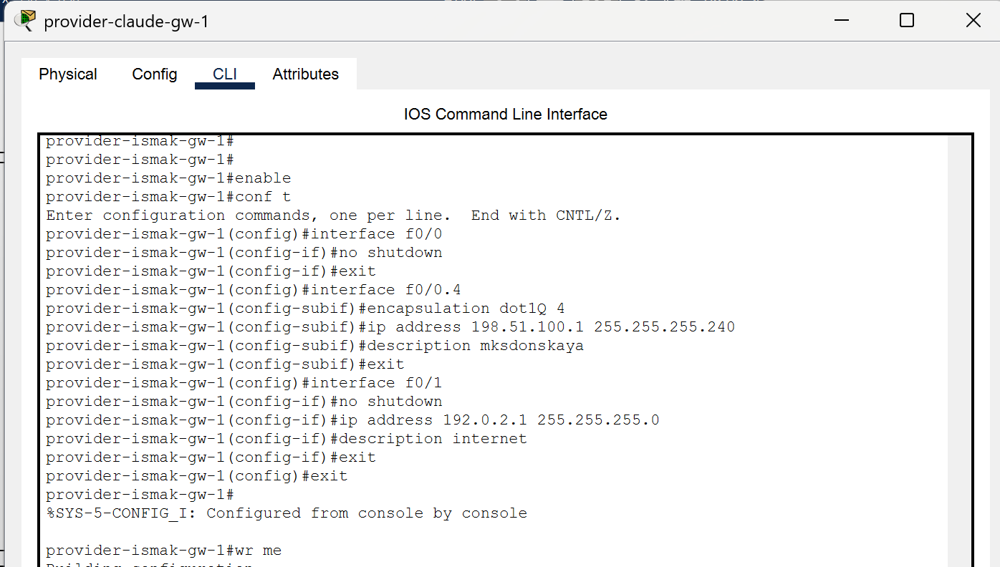 provider-claude-gw-1
Physical Config CLI Attributes
IOS Command Line Interface
provider-ismak-gw-1#
provider-ismak-gw-1#
provider-ismak-gw-1#enable
provider-ismak-gw-1#conf t
Enter configuration commands, one per line.  End with CNTL/Z.
provider-ismak-gw-1(config)#interface f0/0
provider-ismak-gw-1(config-if)#no shutdown
provider-ismak-gw-1(config-if)#exit
provider-ismak-gw-1(config)#interface f0/0.4
provider-ismak-gw-1(config-subif)#encapsulation dot1Q 4
provider-ismak-gw-1(config-subif)#ip address 198.51.100.1 255.255.255.240
provider-ismak-gw-1(config-subif)#description mksdonskaya
provider-ismak-gw-1(config-subif)#exit
provider-ismak-gw-1(config)#interface f0/1
provider-ismak-gw-1(config-if)#no shutdown
provider-ismak-gw-1(config-if)#ip address 192.0.2.1 255.255.255.0
provider-ismak-gw-1(config-if)#description internet
provider-ismak-gw-1(config-if)#exit
provider-ismak-gw-1(config)#exit
provider-ismak-gw-1#
%SYS-5-CONFIG_I: Configured from console by console
provider-ismak-gw-1#wr me
Building configuration